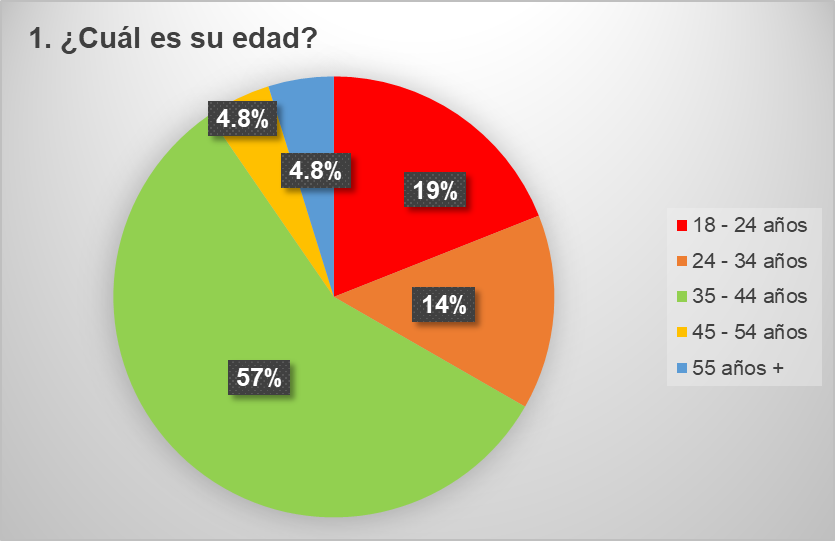 1. ¿Cuál es su edad?
4.8%
4.8%
19%
14%
57%
18 - 24 años
24 - 34 años
35 - 44 años
45 - 54 años
55 años +